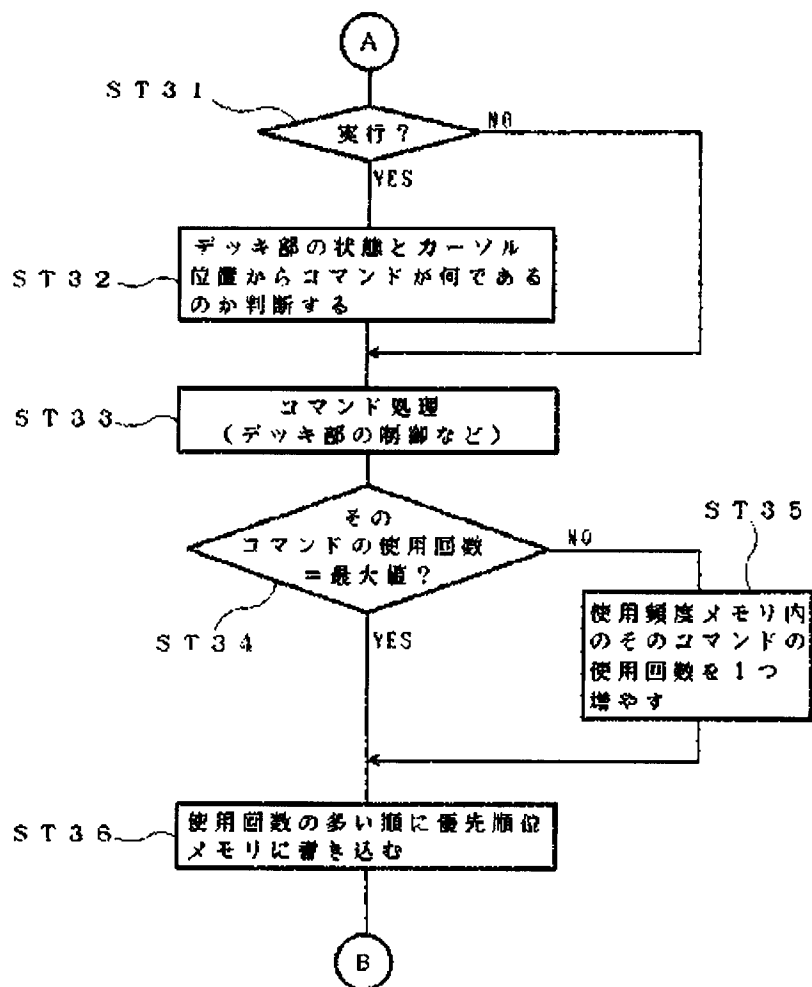 A
ＳＴ３１
実行？
NO
YES
ＳＴ３２
デッキ部の状態とカーソル
位置からコマンドが何である
のか判断する
ＳＴ３３
コマンド処理
（デッキ部の制御など）
その
コマンドの使用回数
＝最大値？
NO
ＳＴ３５
ＳＴ３４
YES
使用頻度メモリ内
のそのコマンドの
使用回数を１つ
増やす
ＳＴ３６
使用回数の多い順に優先順位
メモリに書き込む
B